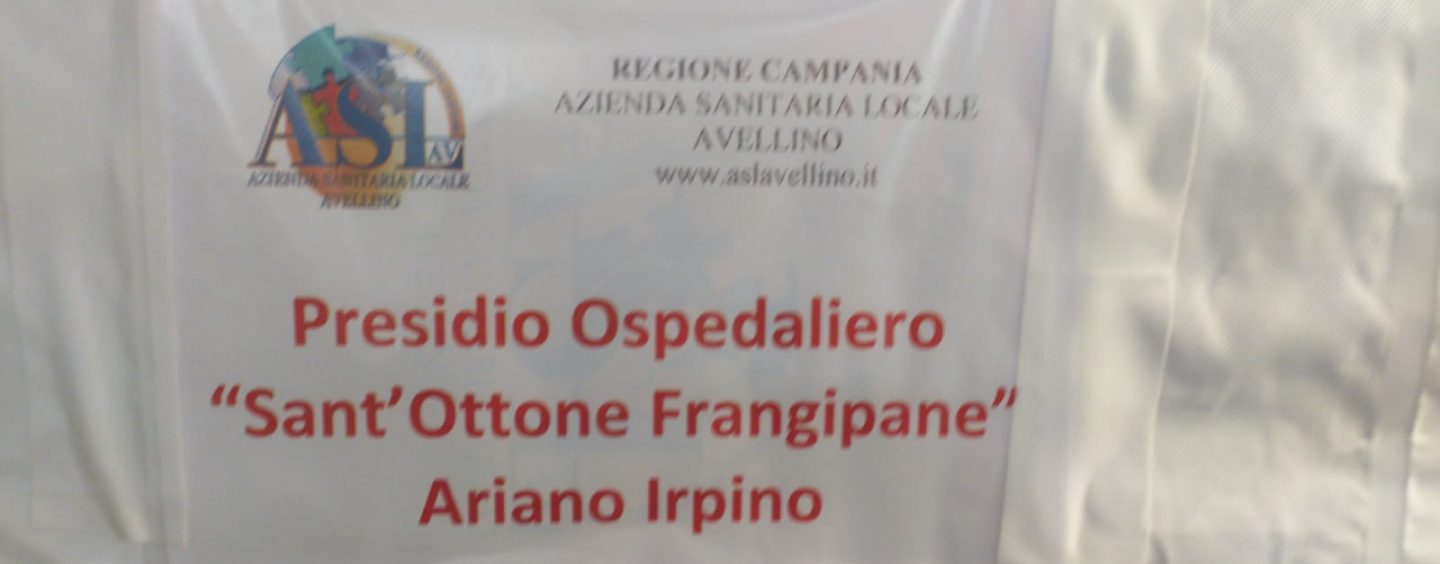 ASL AV
AZIENDA SANITARIA LOCALE
AVELLINO
REGIONE CAMPANIA
AZIENDA SANITARIA LOCALE
AVELLINO
www.aslavellino.it
Presidio Ospedaliero
“Sant’Ottone Frangipane”
Ariano Irpino